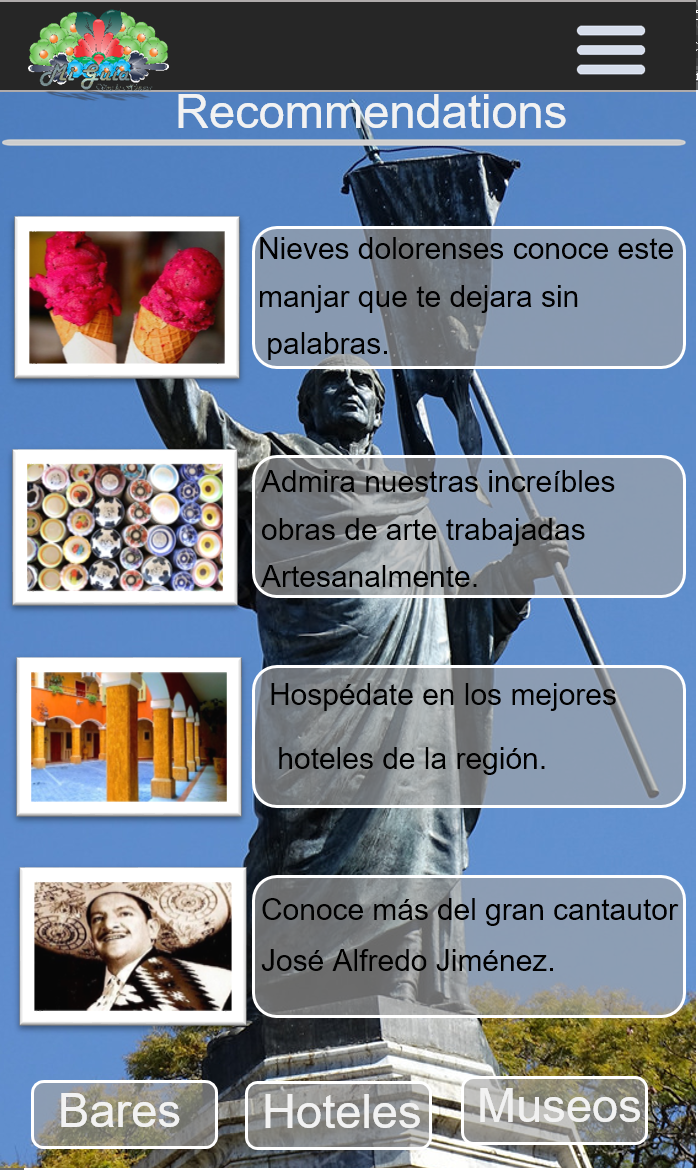 Mi Guía
Recommendations
Nieves dolorenses conoce este
manjar que te dejara sin
palabras.
Admira nuestras increíbles
obras de arte trabajadas
Artesanalmente.
Hospédate en los mejores
hoteles de la región.
Conoce más del gran cantautor
José Alfredo Jiménez.
Bares
Hoteles
Museos